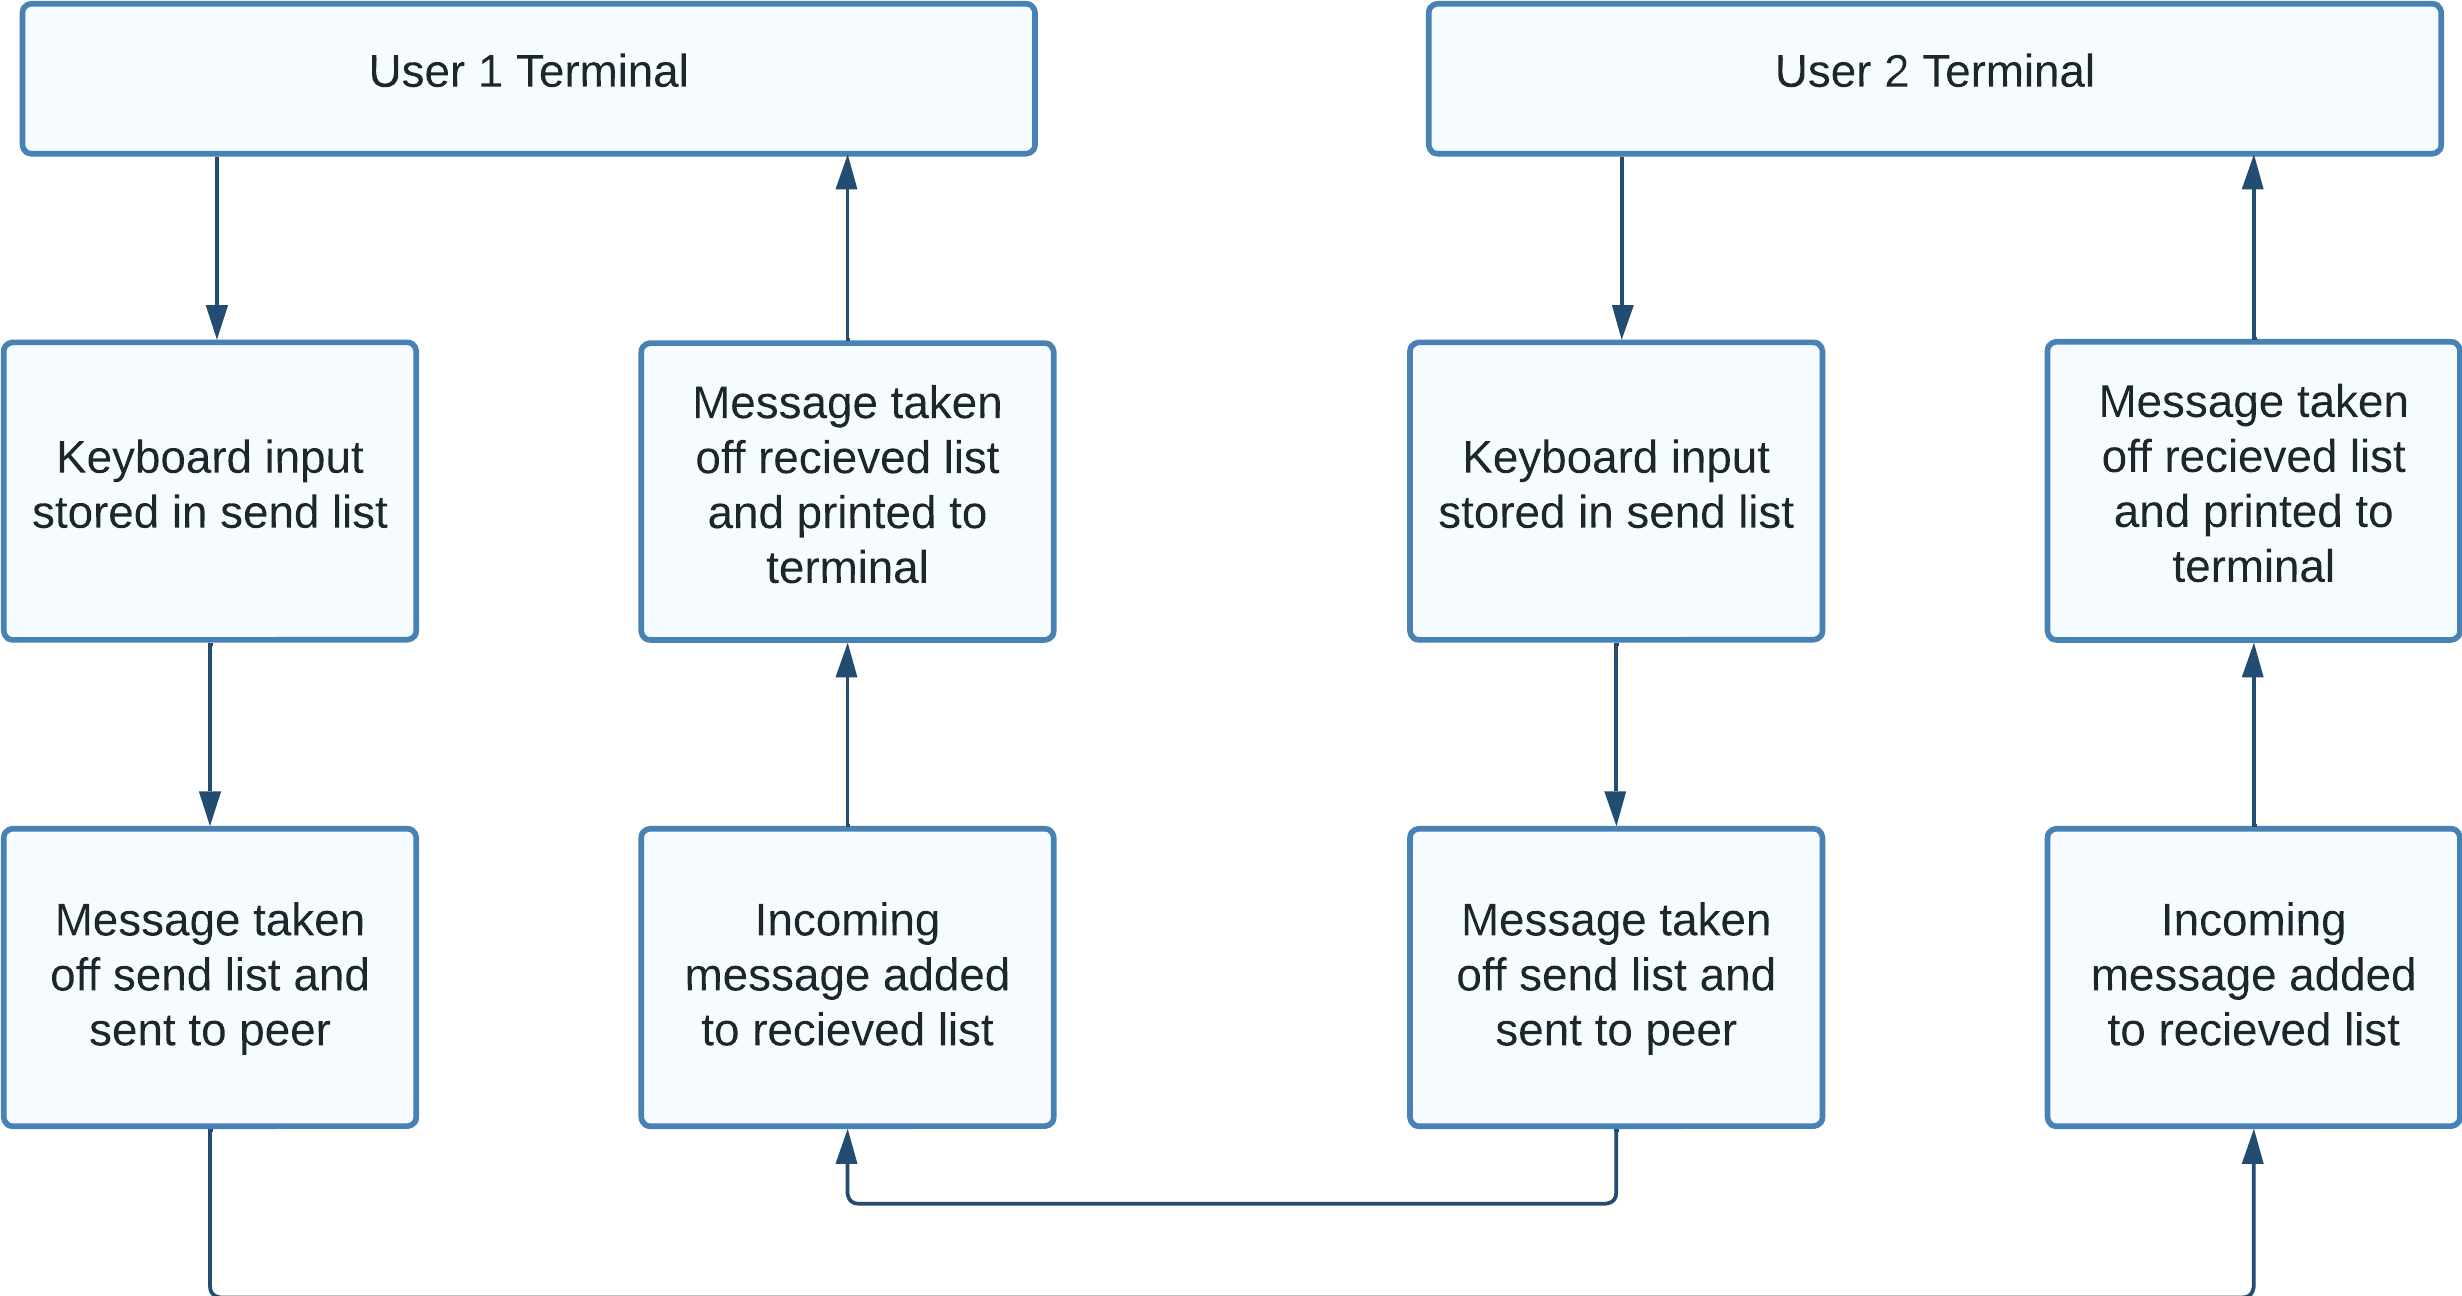 User 1 Terminal
User 2 Terminal
Keyboard input
stored in send list
Message taken
off recieved list
and printed to
terminal
Keyboard input
stored in send list
Message taken
off recieved list
and printed to
terminal
Message taken
off send list and
sent to peer
Incoming
message added
to recieved list
Message taken
off send list and
sent to peer
Incoming
message added
to recieved list